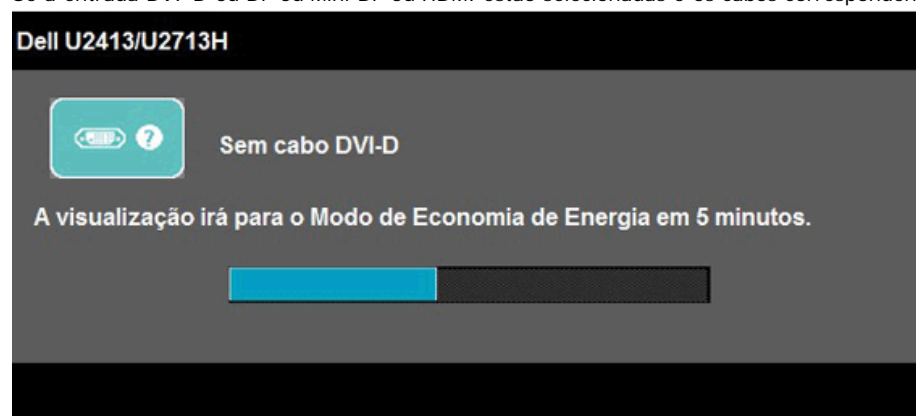 Dell U2413/U2713H
?
Sem cabo DVI-D
A visualização irá para o Modo de Economia de Energia em 5 minutos.